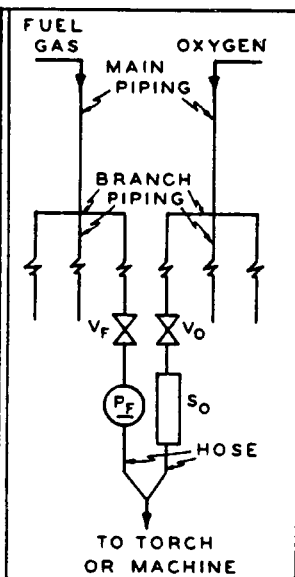 FUEL
GAS
OXYGEN
MAIN
PIPING
BRANCH
PIPING
VF
VO
PF
SO
HOSE
TO TORCH
OR MACHINE